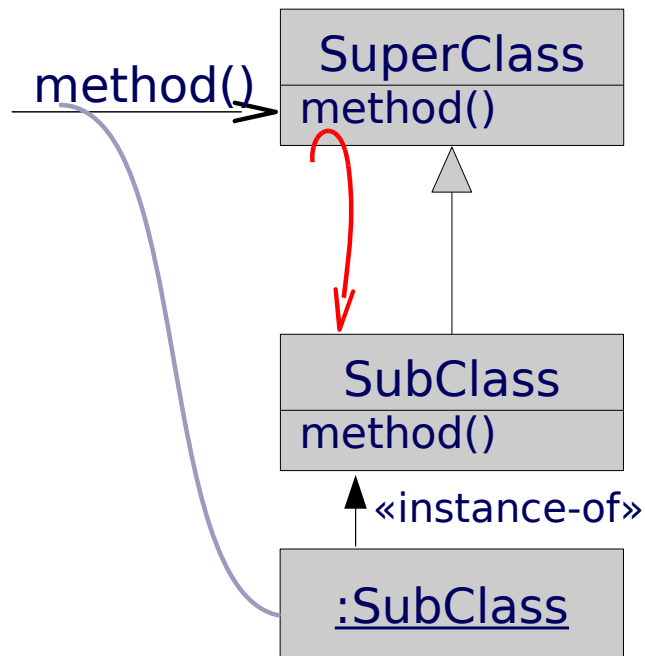 SuperClass
method()
method()
SubClass
method()
«instance-of»
:SubClass